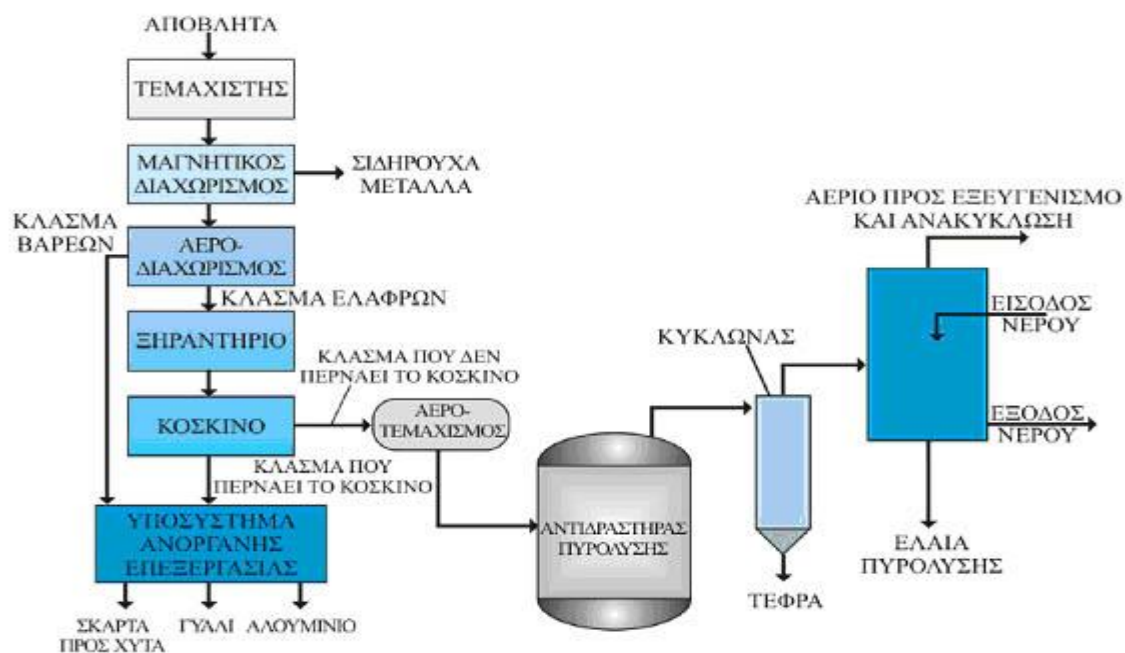 ΑΠΟΒΛΗΤΑ
ΤΕΜΑΧΙΣΤΗΣ
ΜΑΓΝΗΤΙΚΟΣ
ΔΙΑΧΩΡΙΣΜΟΣ
ΣΙΔΗΡΟΥΧΑ
ΜΕΤΑΛΛΑ
ΚΛΑΣΜΑ
ΒΑΡΕΩΝ
ΑΕΡΟ-
ΔΙΑΧΩΡΙΣΜΟΣ
ΚΛΑΣΜΑ ΕΛΑΦΡΩΝ
ΞΗΡΑΝΤΗΡΙΟ
ΚΛΑΣΜΑ ΠΟΥ ΔΕΝ
ΠΕΡΝΑΕΙ ΤΟ ΚΟΣΚΙΝΟ
ΚΟΣΚΙΝΟ
ΑΕΡΟ-
ΤΕΜΑΧΙΣΜΟΣ
ΚΛΑΣΜΑ ΠΟΥ
ΠΕΡΝΑΕΙ ΤΟ ΚΟΣΚΙΝΟ
ΥΠΟΣΥΣΤΗΜΑ
ΑΝΟΡΓΑΝΗΣ
ΕΠΕΞΕΡΓΑΣΙΑΣ
ΣΚΑΡΤΑ
ΠΡΟΣ ΧΥΤΑ
ΓΥΑΛΙ
ΑΛΟΥΜΙΝΙΟ
ΑΝΤΙΔΡΑΣΤΗΡΑΣ
ΠΥΡΟΛΥΣΗΣ
ΚΥΚΛΩΝΑΣ
ΤΕΦΡΑ
ΑΕΡΙΟ ΠΡΟΣ ΕΞΕΥΓΕΝΙΣΜΟ
ΚΑΙ ΑΝΑΚΥΚΛΩΣΗ
ΕΙΣΟΔΟΣ
ΝΕΡΟΥ
ΕΞΟΔΟΣ
ΝΕΡΟΥ
ΕΛΑΙΑ
ΠΥΡΟΛΥΣΗΣ